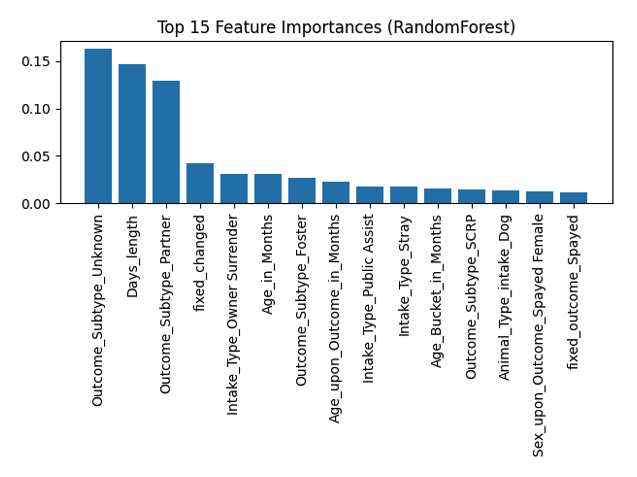 Top 15 Feature Importances (RandomForest)
0.15
0.10
0.05
0.00
Outcome_Subtype_Unknown
Days_length
Outcome_Subtype_Partner
fixed_changed
Intake_Type_Owner Surrender
Age_in_Months
Outcome_Subtype_Foster
Age_upon_Outcome_in_Months
Intake_Type_Public Assist
Intake_Type_Stray
Age_Bucket_in_Months
Outcome_Subtype_SCRP
Animal_Type_intake_Dog
Sex_upon_Outcome_Spayed Female
fixed_outcome_Spayed